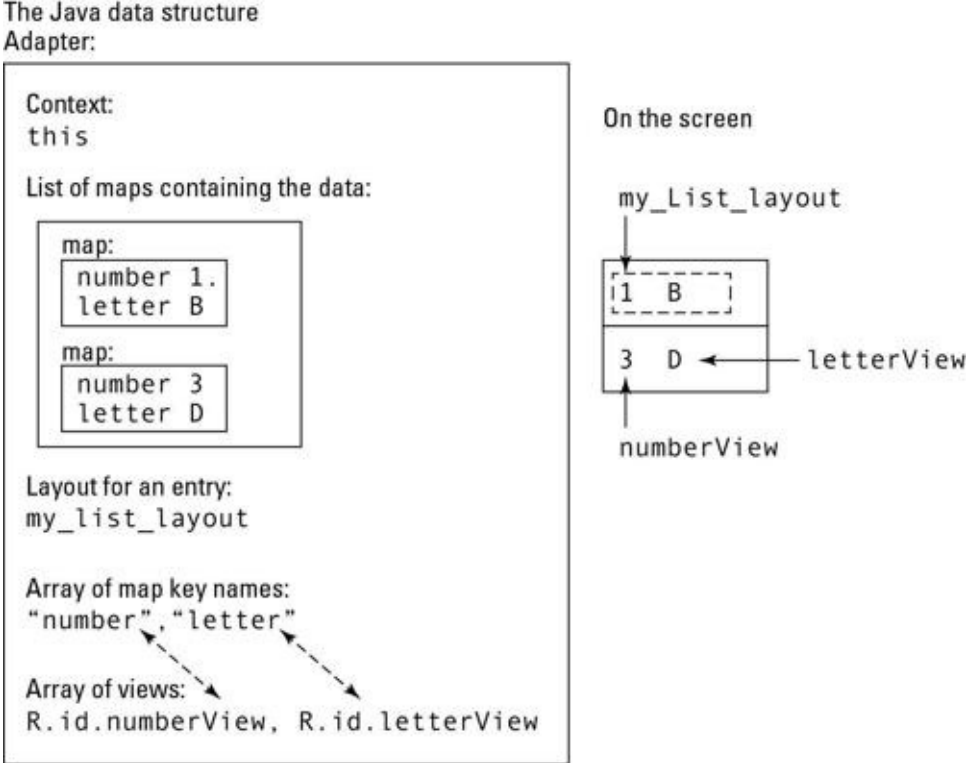 The Java data structure
Adapter:
Context:
this
List of maps containing the data:
map:
number 1.
letter B
map:
number 3
letter D
Layout for an entry:
my_list_layout
Array of map key names:
“number”,“letter”
Array of views:
R.id.numberView, R.id.letterView
On the screen
my_List_layout
1 B
3 D
letterView
numberView